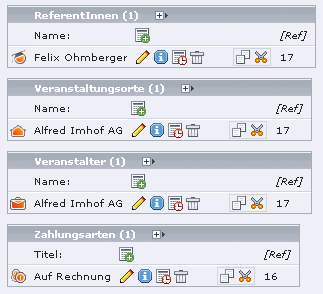 ReferentInnen (1)
Name: [Ref]
Felix Ohmberger 17
Veranstaltungsorte (1)
Name: [Ref]
Alfred Imhof AG 17
Veranstalter (1)
Name: [Ref]
Alfred Imhof AG 17
Zahlungsarten (1)
Titel: [Ref]
Auf Rechnung 16